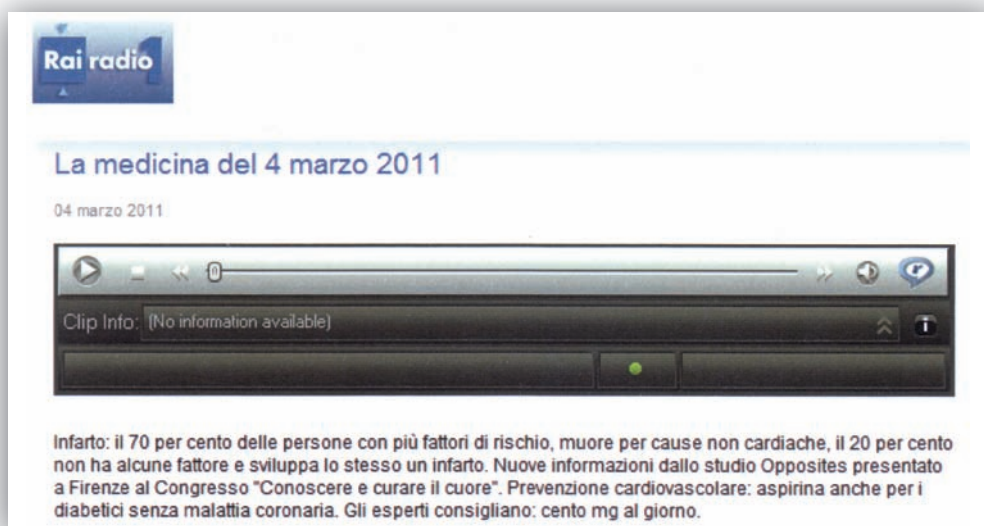 Rai radio 1
La medicina del 4 marzo 2011
04 marzo 2011
Clip Info: (No information available)
Infarto: il 70 per cento delle persone con più fattori di rischio, muore per cause non cardiache, il 20 per cento
non ha alcune fattore e sviluppa lo stesso un infarto. Nuove informazioni dallo studio Opposites presentato
a Firenze al Congresso "Conoscere e curare il cuore". Prevenzione cardiovascolare: aspirina anche per i
diabetici senza malattia coronaria. Gli esperti consigliano: cento mg al giorno.